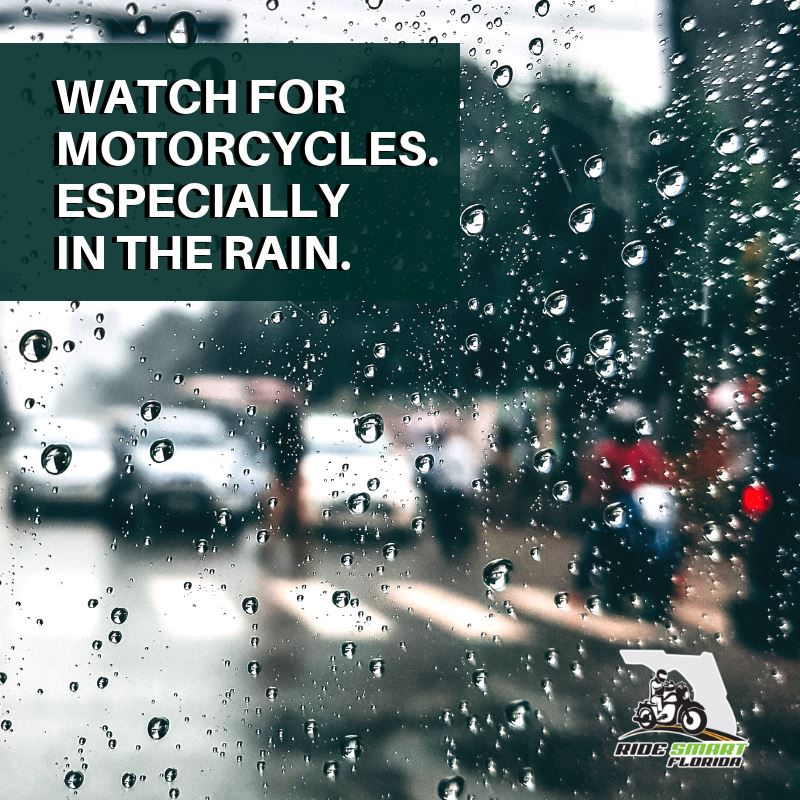 WATCH FOR
MOTORCYCLES.
ESPECIALLY
IN THE RAIN.
RIDE SMART
FLORIDA